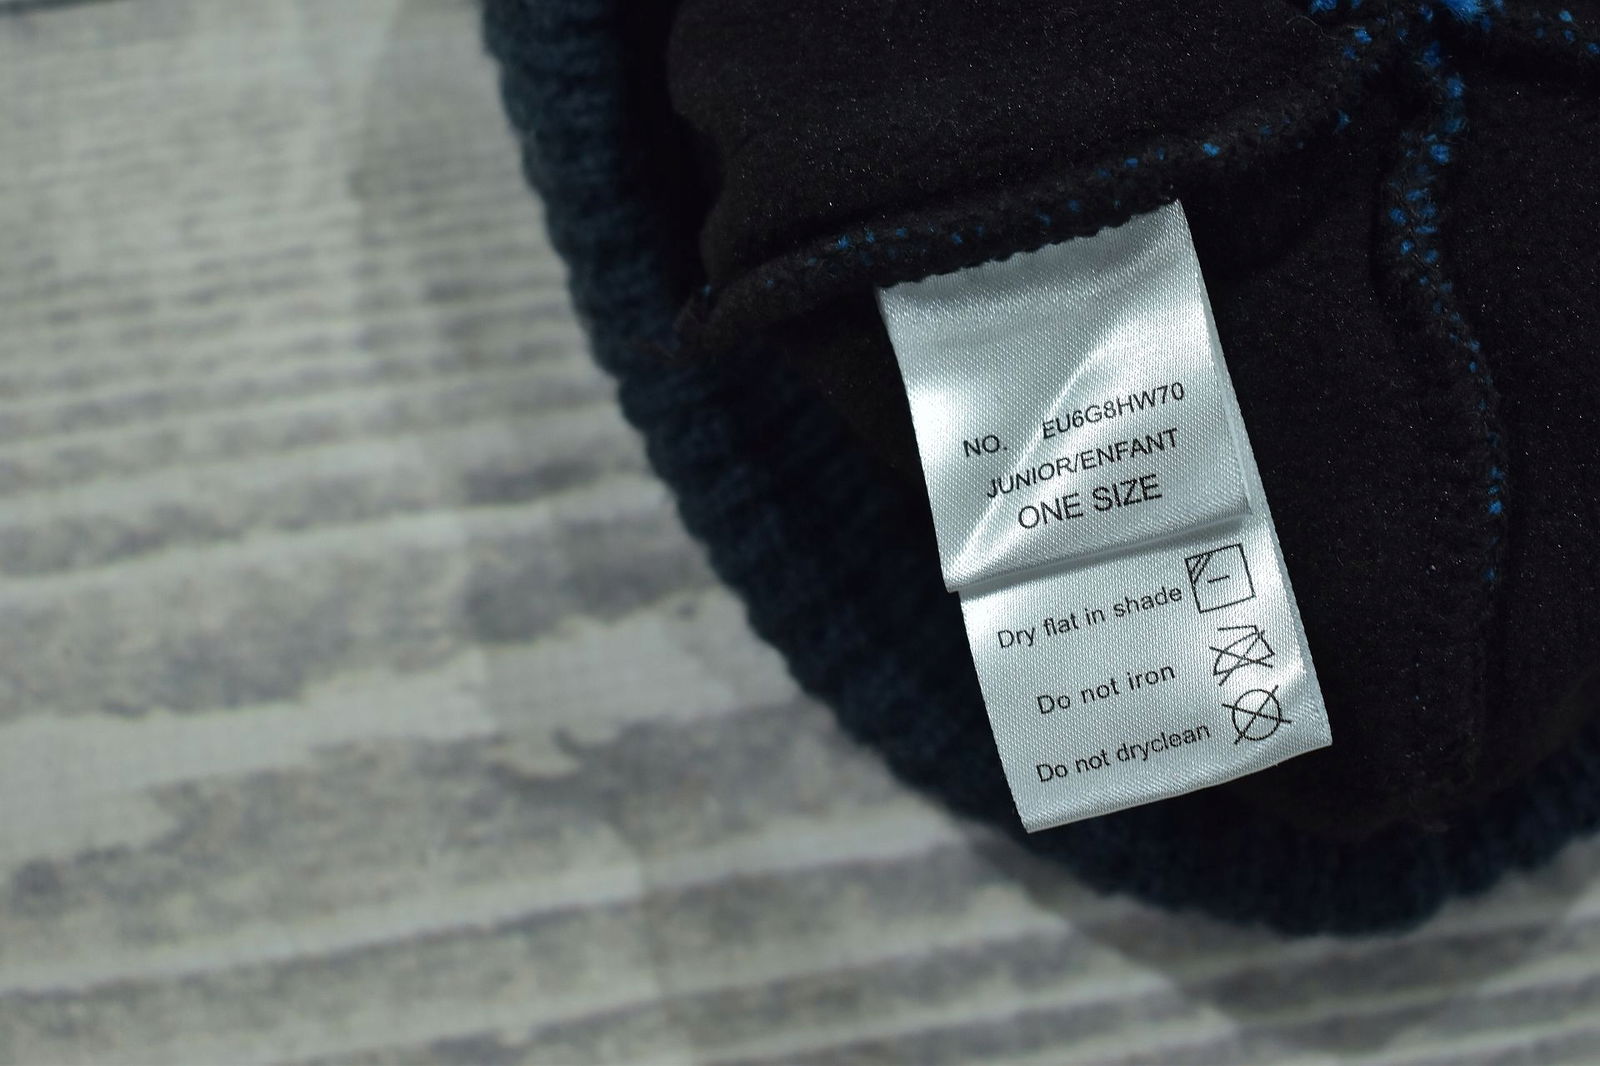 NO. EU6G8HW70
JUNIOR/ENFANT
ONE SIZE
Dry flat in shade
Do not iron
Do not dryclean